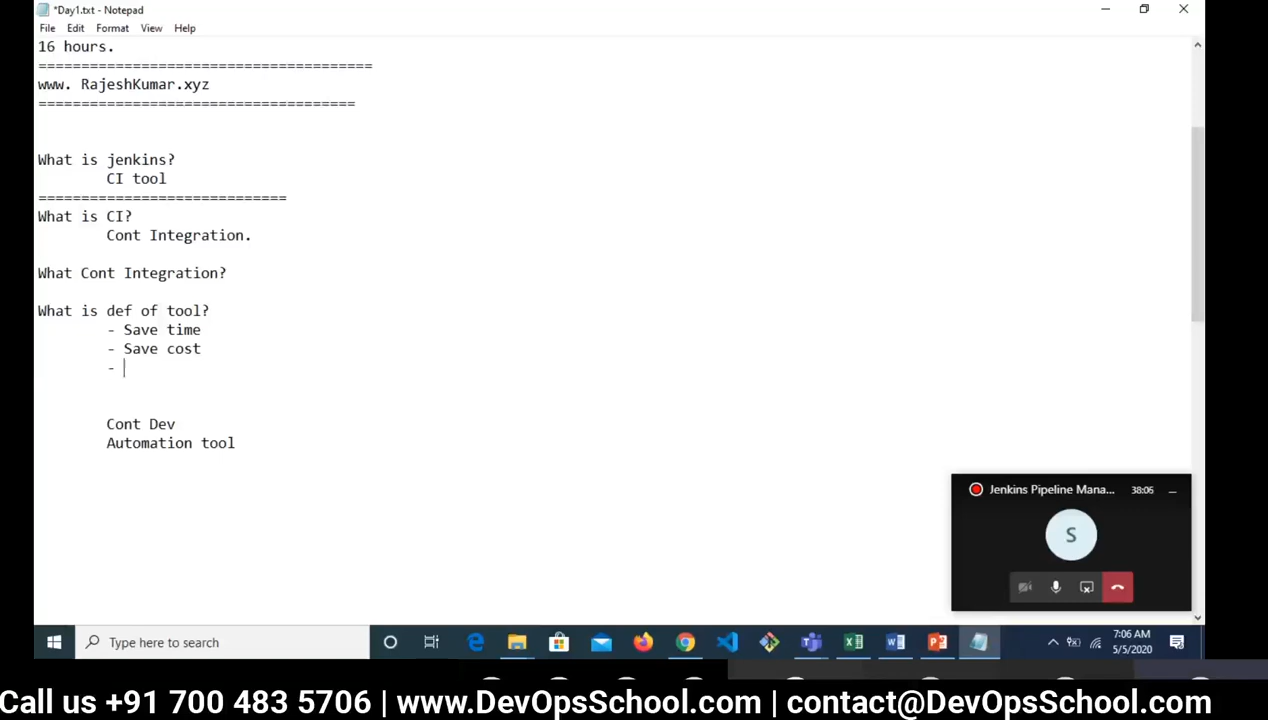 *Day1.txt - Notepad
File Edit Format View Help
16 hours.
=======================================
www. RajeshKumar.xyz
=====================================
What is jenkins?
CI tool
=============================
What is CI?
Cont Integration.
What Cont Integration?
What is def of tool?
- Save time
- Save cost
-
Cont Dev
Automation tool
Jenkins Pipeline Mana... 38:05
S
Type here to search
7:06 AM
5/5/2020
Call us +91 700 483 5706 | www.DevOpsSchool.com | contact@DevOpsSchool.com